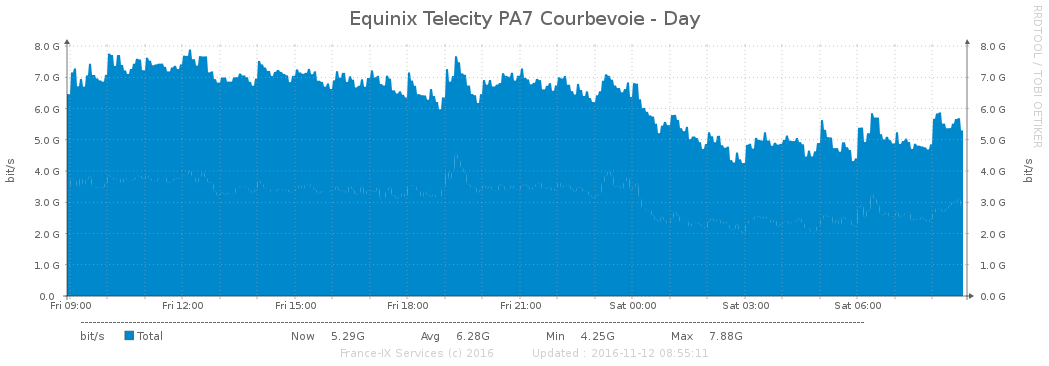 Equinix Telecity PA7 Courbevoie - Day
RRDTOOL / TOBI OETIKER
bit/s
8.0 G
7.0 G
6.0 G
5.0 G
4.0 G
3.0 G
2.0 G
1.0 G
0.0
8.0 G
7.0 G
6.0 G
5.0 G
4.0 G
3.0 G
2.0 G
1.0 G
0.0 G
bit/s
Fri 09:00 Fri 12:00 Fri 15:00 Fri 18:00 Fri 21:00 Sat 00:00 Sat 03:00 Sat 06:00
bit/s Total Now 5.29G Avg 6.28G Min 4.25G Max 7.88G
France-IX Services (c) 2016 Updated : 2016-11-12 08:55:11